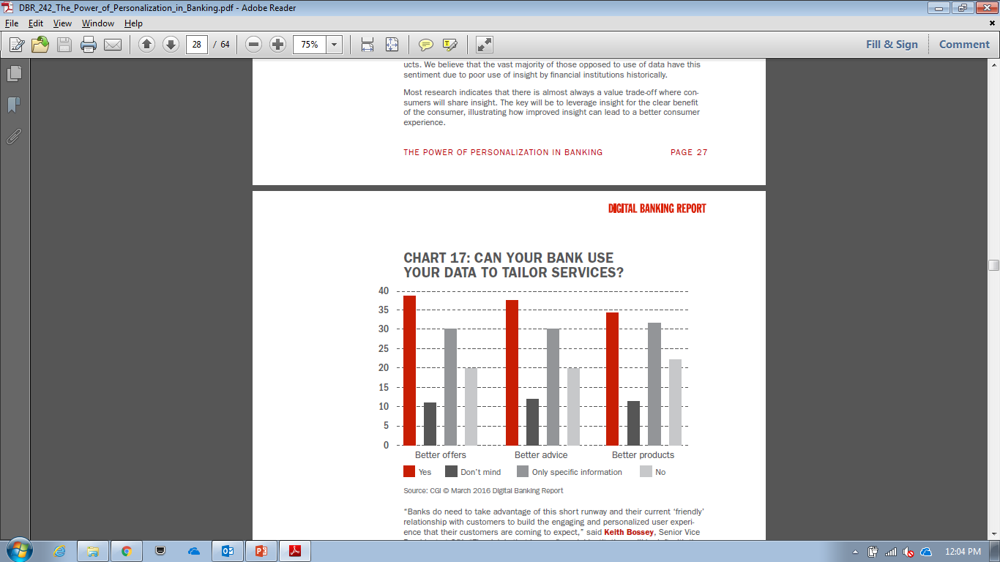 DBR_242_The_Power_of_Personalization_in_Banking.pdf - Adobe Reader
File Edit View Window Help
28 / 64 75% Fill & Sign Comment
ucts. We believe that the vast majority of those opposed to use of data have this
sentiment due to poor use of insight by financial institutions historically.
Most research indicates that there is almost always a value trade-off where con-
sumers will share insight. The key will be to leverage insight for the clear benefit
of the consumer, illustrating how improved insight can lead to a better consumer
experience.
THE POWER OF PERSONALIZATION IN BANKING PAGE 27
DIGITAL BANKING REPORT
CHART 17: CAN YOUR BANK USE
YOUR DATA TO TAILOR SERVICES?
40
35
30
25
20
15
10
5
0
Better offers Better advice Better products
Yes Don't mind Only specific information No
Source: CGI © March 2016 Digital Banking Report
“Banks do need to take advantage of this short runway and their current ‘friendly’
relationship with customers to build the engaging and personalized user experi-
ence that their customers are coming to expect,” said Keith Bossey, Senior Vice
12:04 PM